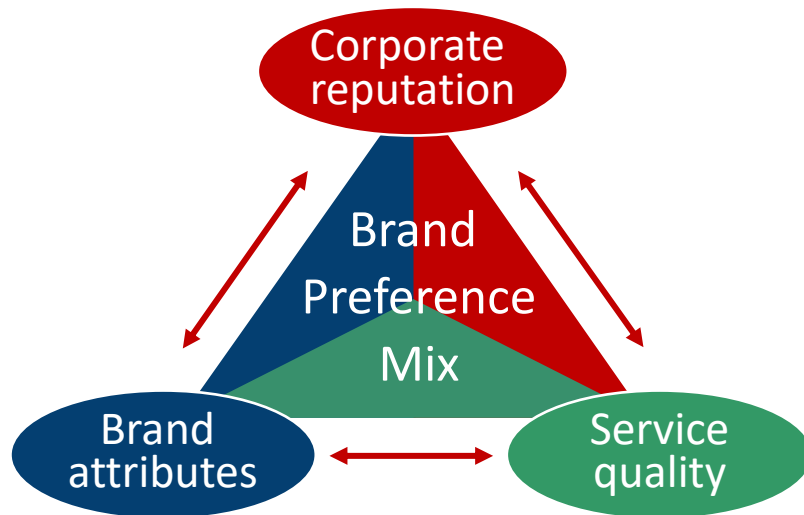 Corporate
reputation
Brand
Preference
Mix
Brand
attributes
Service
quality